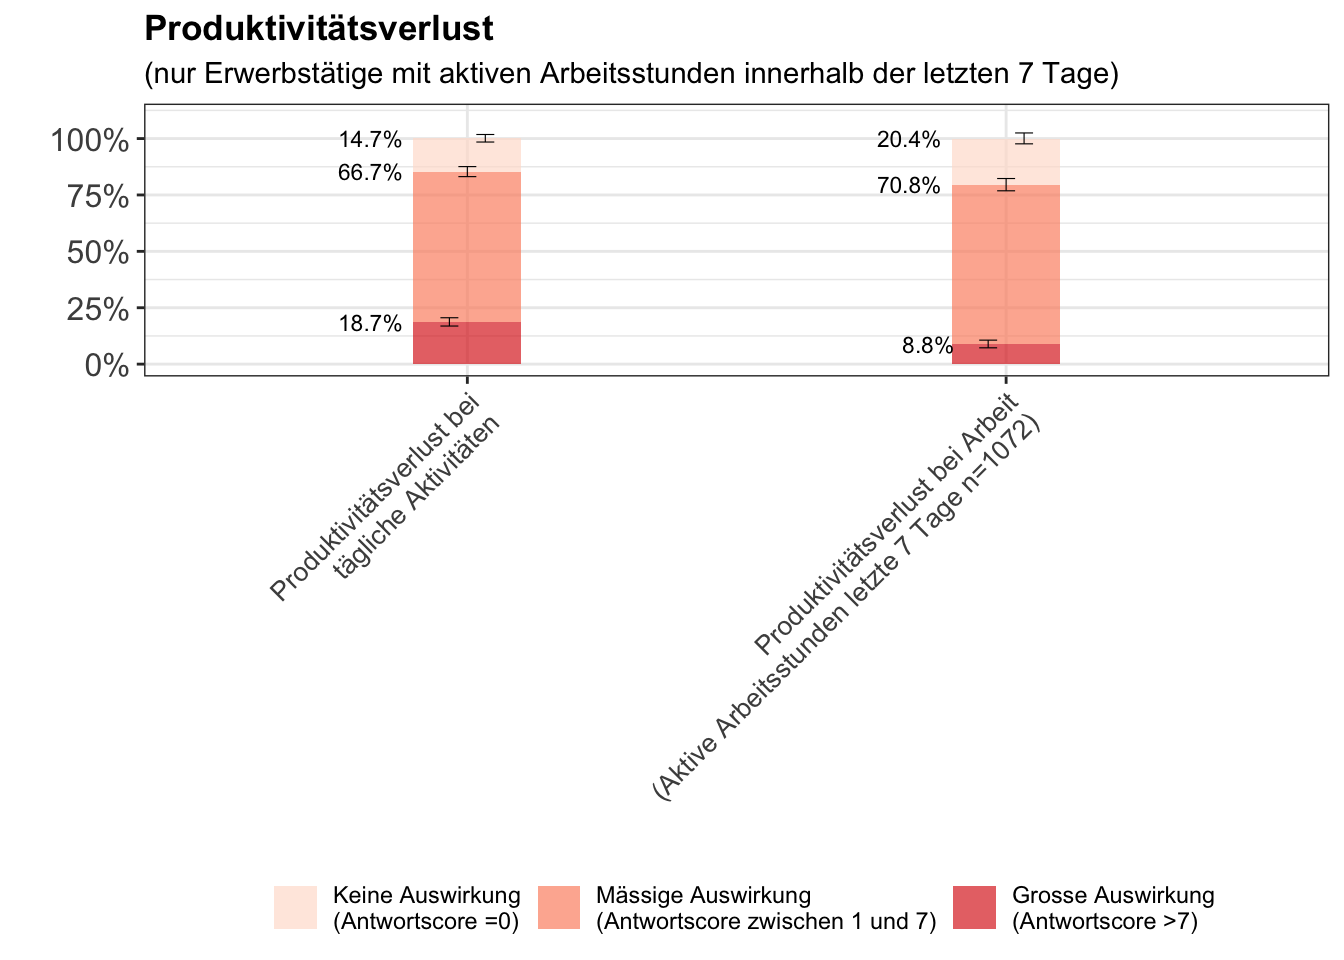 Produktivitätsverlust
(nur Erwerbstätige mit aktiven Arbeitsstunden innerhalb der letzten 7 Tage)
100%
75%
50%
25%
0%
14.7%
66.7%
18.7%
20.4%
70.8%
8.8%
Produktivitätsverlust bei
tägliche Aktivitäten
Produktivitätsverlust bei Arbeit
(Aktive Arbeitsstunden letzte 7 Tage n=1072)
Keine Auswirkung
(Antwortscore =0)
Mässige Auswirkung
(Antwortscore zwischen 1 und 7)
Grosse Auswirkung
(Antwortscore >7)